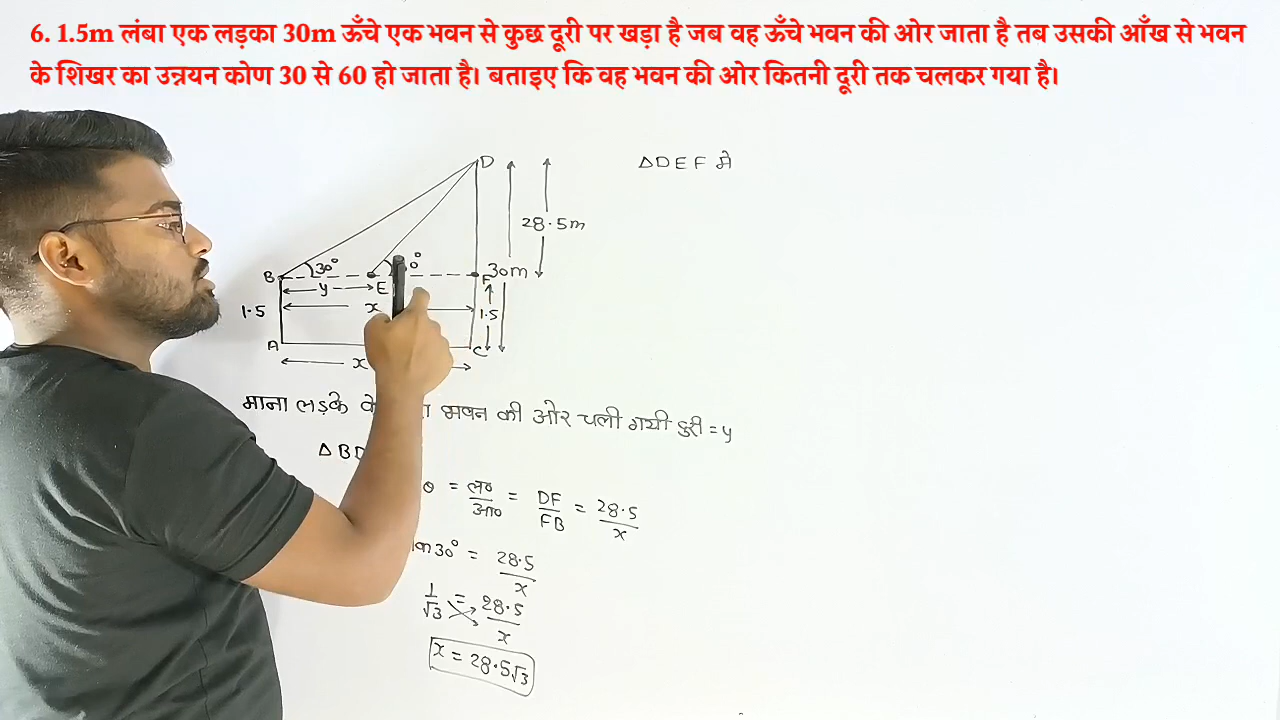 6. 1.5m लंबा एक लड़का 30m ऊँचे एक भवन से कुछ दूरी पर खड़ा है जब वह ऊँचे भवन की ओर जाता है तब उसकी आँख से भवन
के शिखर का उन्नयन कोण 30 से 60 हो जाता है। बताइए कि वह भवन की ओर कितनी दूरी तक चलकर गया है।
D
△DEF मे
28.5m
30°
B
E
F
30m
y
1.5
x
1.5
A
C
x
माना लड़के भवन की ओर चली गयी दुरी = y
△BD
θ = ल०/आ० = DF/FB = 28.5/x
30° = 28.5/x
1/√3 = 28.5/x
x = 28.5√3